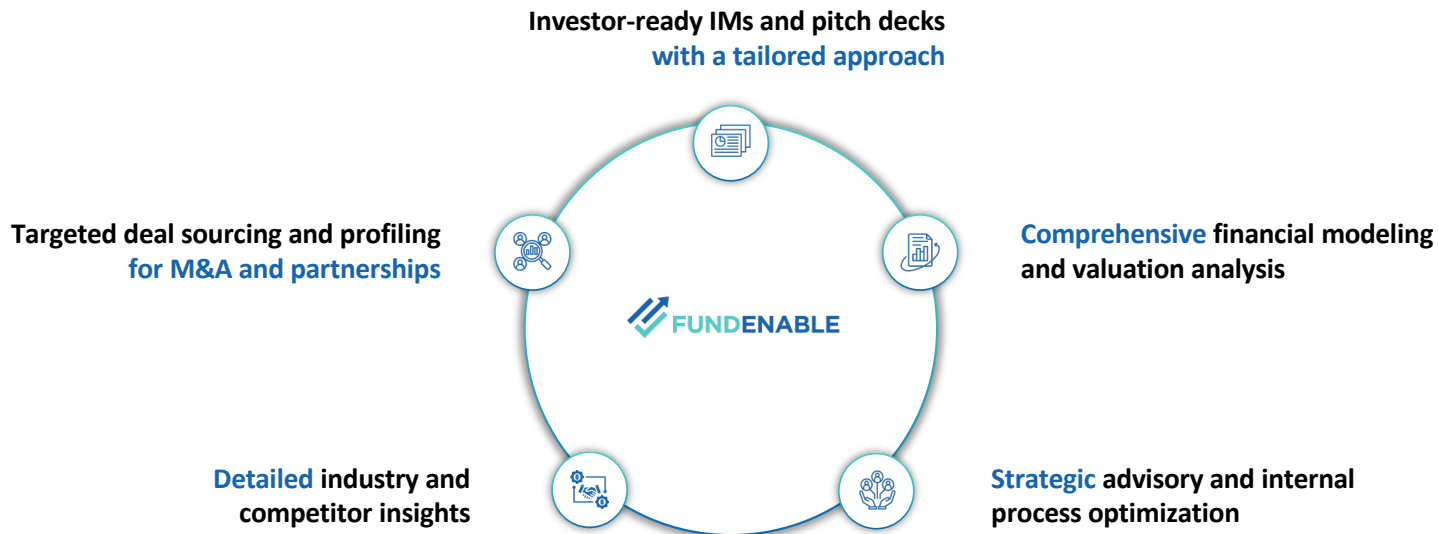 Investor-ready IMs and pitch decks
with a tailored approach
Targeted deal sourcing and profiling
for M&A and partnerships
Comprehensive financial modeling
and valuation analysis
FUNDENABLE
Detailed industry and
competitor insights
Strategic advisory and internal
process optimization